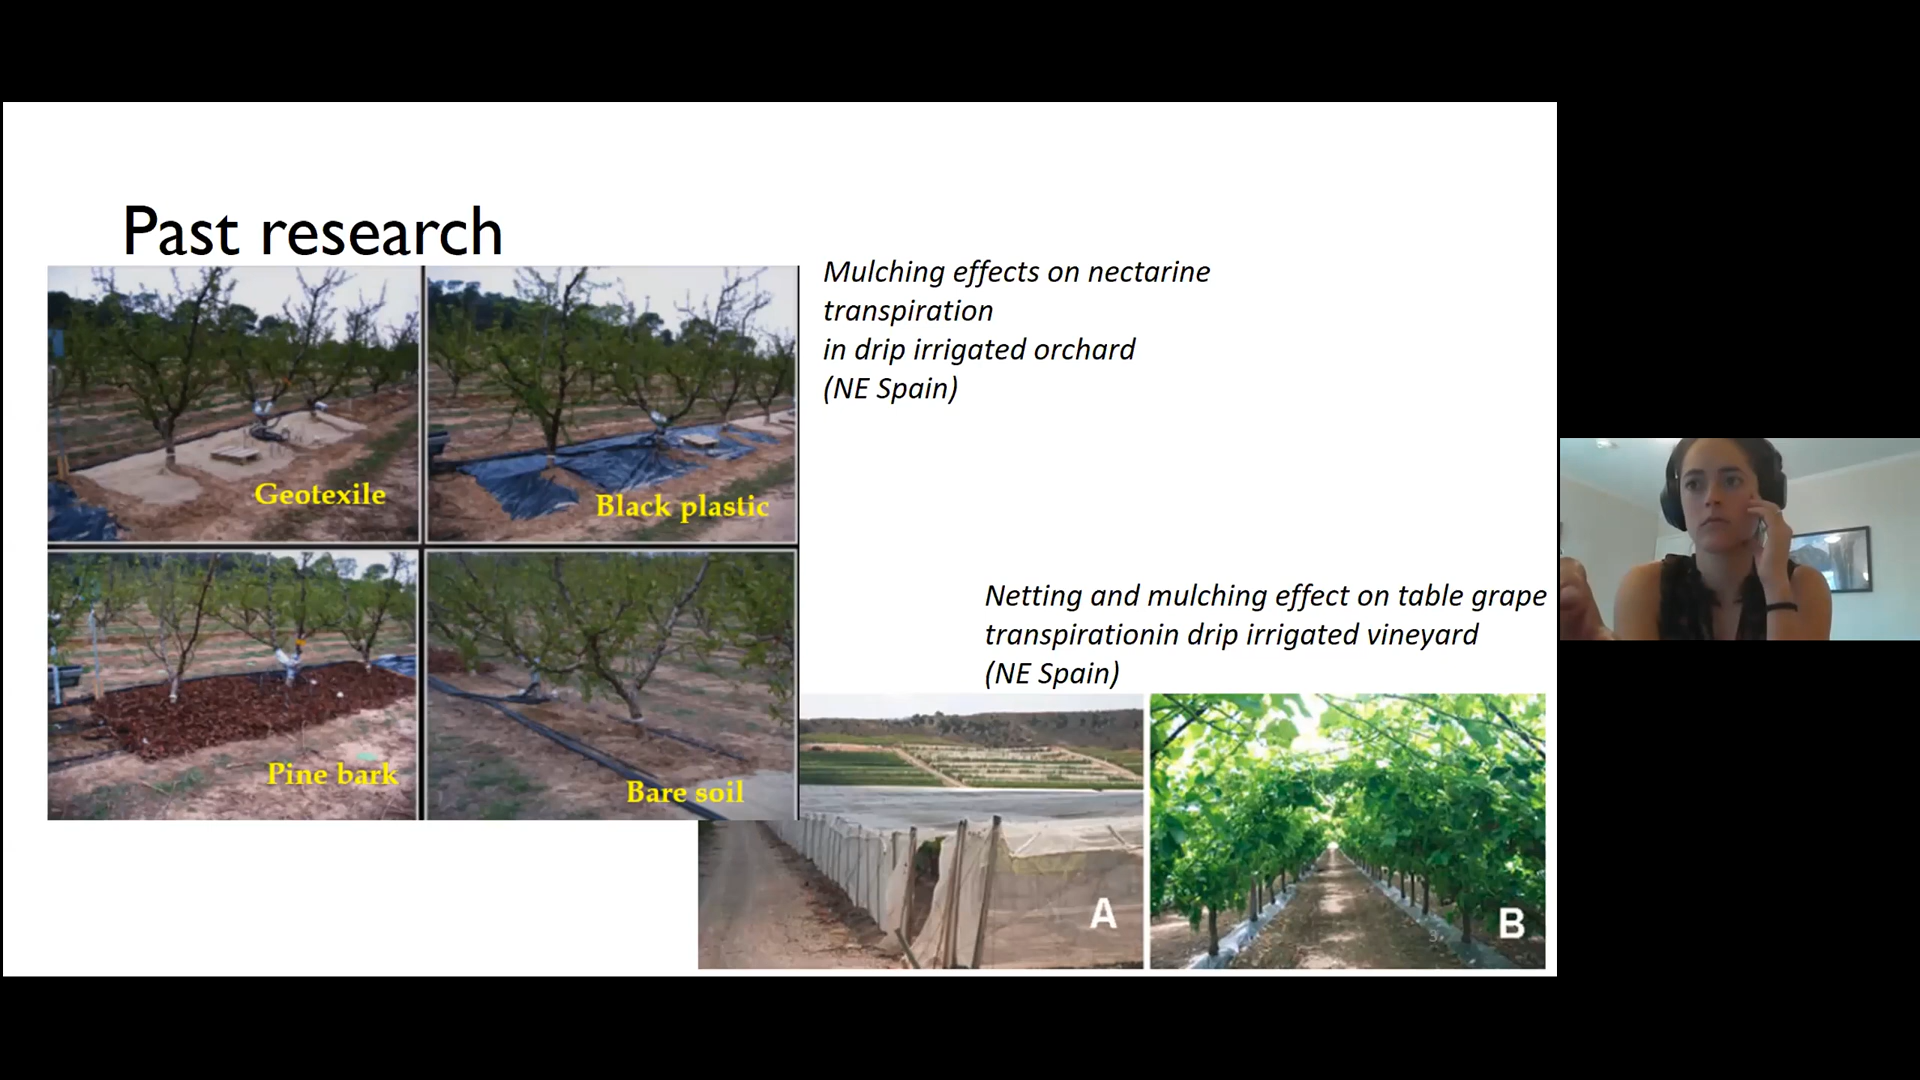 Past research
Mulching effects on nectarine
transpiration
in drip irrigated orchard
(NE Spain)
Geotexile
Black plastic
Pine bark
Bare soil
Netting and mulching effect on table grape
transpirationin drip irrigated vineyard
(NE Spain)
A
B